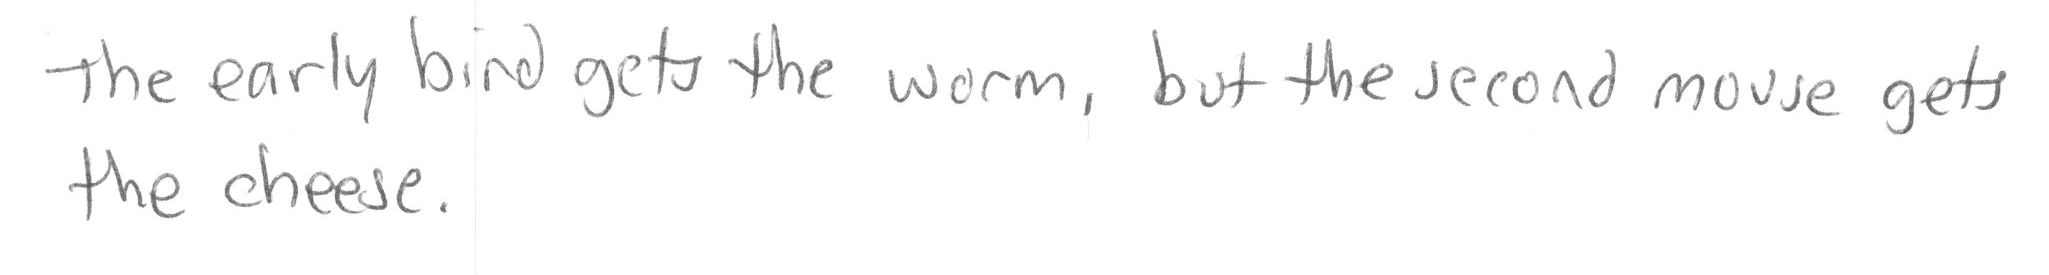 The early bird gets the worm, but the second mouse gets
the cheese.